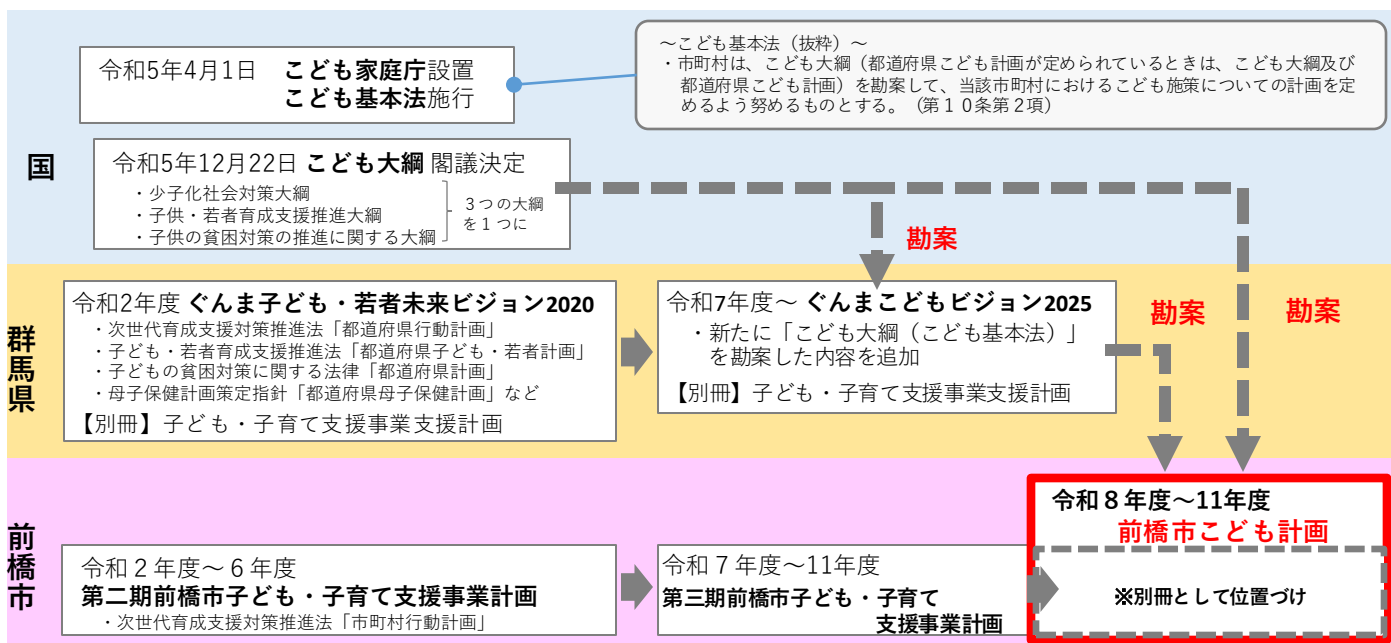 国
令和5年4月1日 こども家庭庁設置
こども基本法施行
～こども基本法（抜粋）～
・市町村は、こども大綱（都道府県こども計画が定められているときは、こども大綱及び
都道府県こども計画）を勘案して、当該市町村におけるこども施策についての計画を定
めるよう努めるものとする。（第１０条第２項）
令和5年12月22日 こども大綱 閣議決定
・少子化社会対策大綱
・子供・若者育成支援推進大綱
・子供の貧困対策の推進に関する大綱
３つの大綱
を１つに
勘案
群馬県
令和2年度 ぐんま子ども・若者未来ビジョン2020
・次世代育成支援対策推進法「都道府県行動計画」
・子ども・若者育成支援推進法「都道府県子ども・若者計画」
・子どもの貧困対策に関する法律「都道府県計画」
・母子保健計画策定指針「都道府県母子保健計画」など
【別冊】子ども・子育て支援事業支援計画
令和7年度～ ぐんまこどもビジョン2025
・新たに「こども大綱（こども基本法）」
を勘案した内容を追加
【別冊】子ども・子育て支援事業支援計画
勘案
勘案
前橋市
令和２年度～６年度
第二期前橋市子ども・子育て支援事業計画
・次世代育成支援対策推進法「市町村行動計画」
令和７年度～11年度
第三期前橋市子ども・子育て
支援事業計画
令和８年度～11年度
前橋市こども計画
※別冊として位置づけ